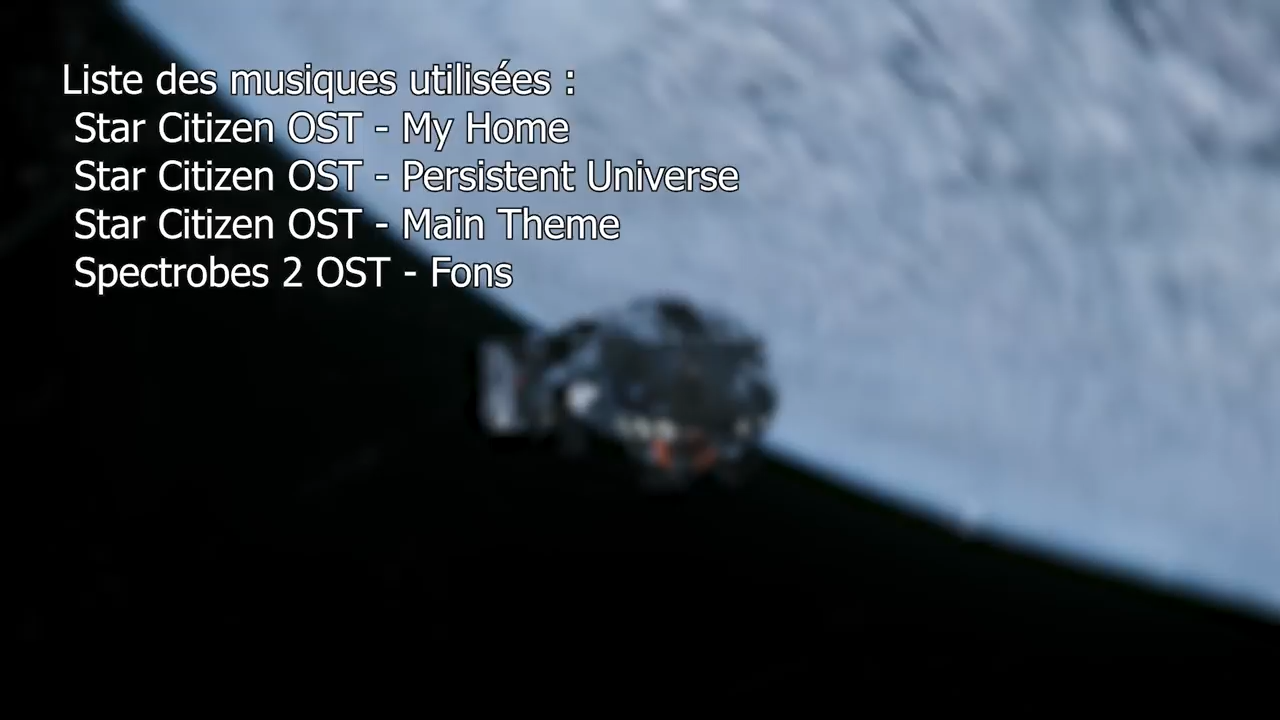 Liste des musiques utilisées :
Star Citizen OST - My Home
Star Citizen OST - Persistent Universe
Star Citizen OST - Main Theme
Spectrobes 2 OST - Fons